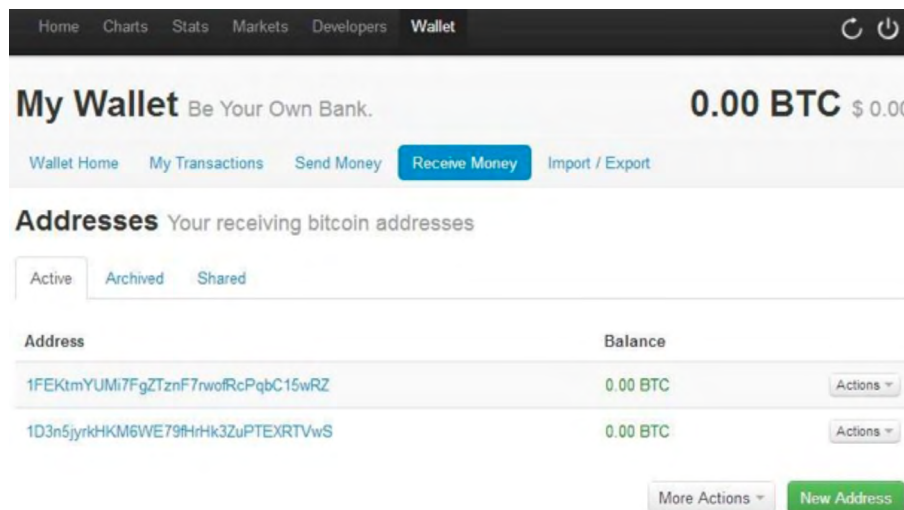 Home Charts Stats Markets Developers Wallet
My Wallet Be Your Own Bank. 0.00 BTC $ 0.00
Wallet Home My Transactions Send Money Receive Money Import / Export
Addresses Your receiving bitcoin addresses
Active Archived Shared
Address Balance
1FEKtmYUMi7FgZTznF7rwofRcPqbC15wRZ 0.00 BTC Actions
1D3n5jyrkHKM6WE79fHrHk3ZuPTEXRTVwS 0.00 BTC Actions
More Actions New Address